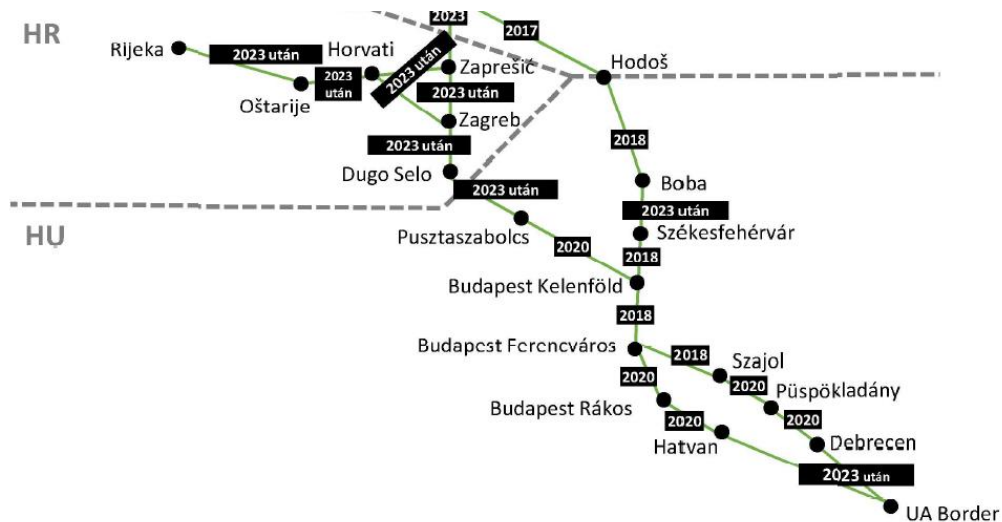 2023
HR
2017
Rijeka
2023 után
Horvati
2023 után
Zaprešić
Hodoš
2023
után
Oštarije
2023 után
Zagreb
2018
2023 után
Dugo Selo
Boba
2023 után
2023 után
HU
Pusztaszabolcs
Székesfehérvár
2020
2018
Budapest Kelenföld
2018
Budapest Ferencváros
2018
Szajol
2020
2020
Püspökladány
Budapest Rákos
2020
2020
Hatvan
Debrecen
2023 után
UA Border